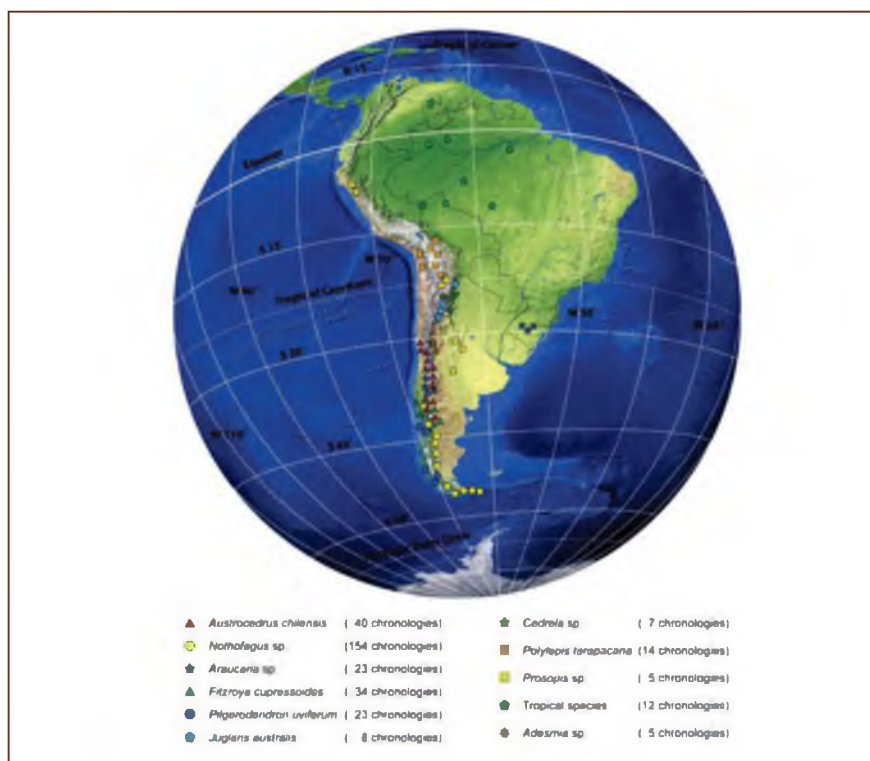 Equator
Tropic of Capricorn
▲ Austrocedrus chilensis ( 40 chronologies)
Nothofagus sp. (154 chronologies)
★ Araucaria sp. ( 23 chronologies)
▲ Fitzroya cupressoides ( 34 chronologies)
Pilgerodendron uviferum ( 23 chronologies)
Juglans australis ( 8 chronologies)
★ Cedrela sp. ( 7 chronologies)
■ Polylepis tarapacana (14 chronologies)
Prosopis sp. ( 5 chronologies)
Tropical species (12 chronologies)
Adesmia sp. ( 5 chronologies)